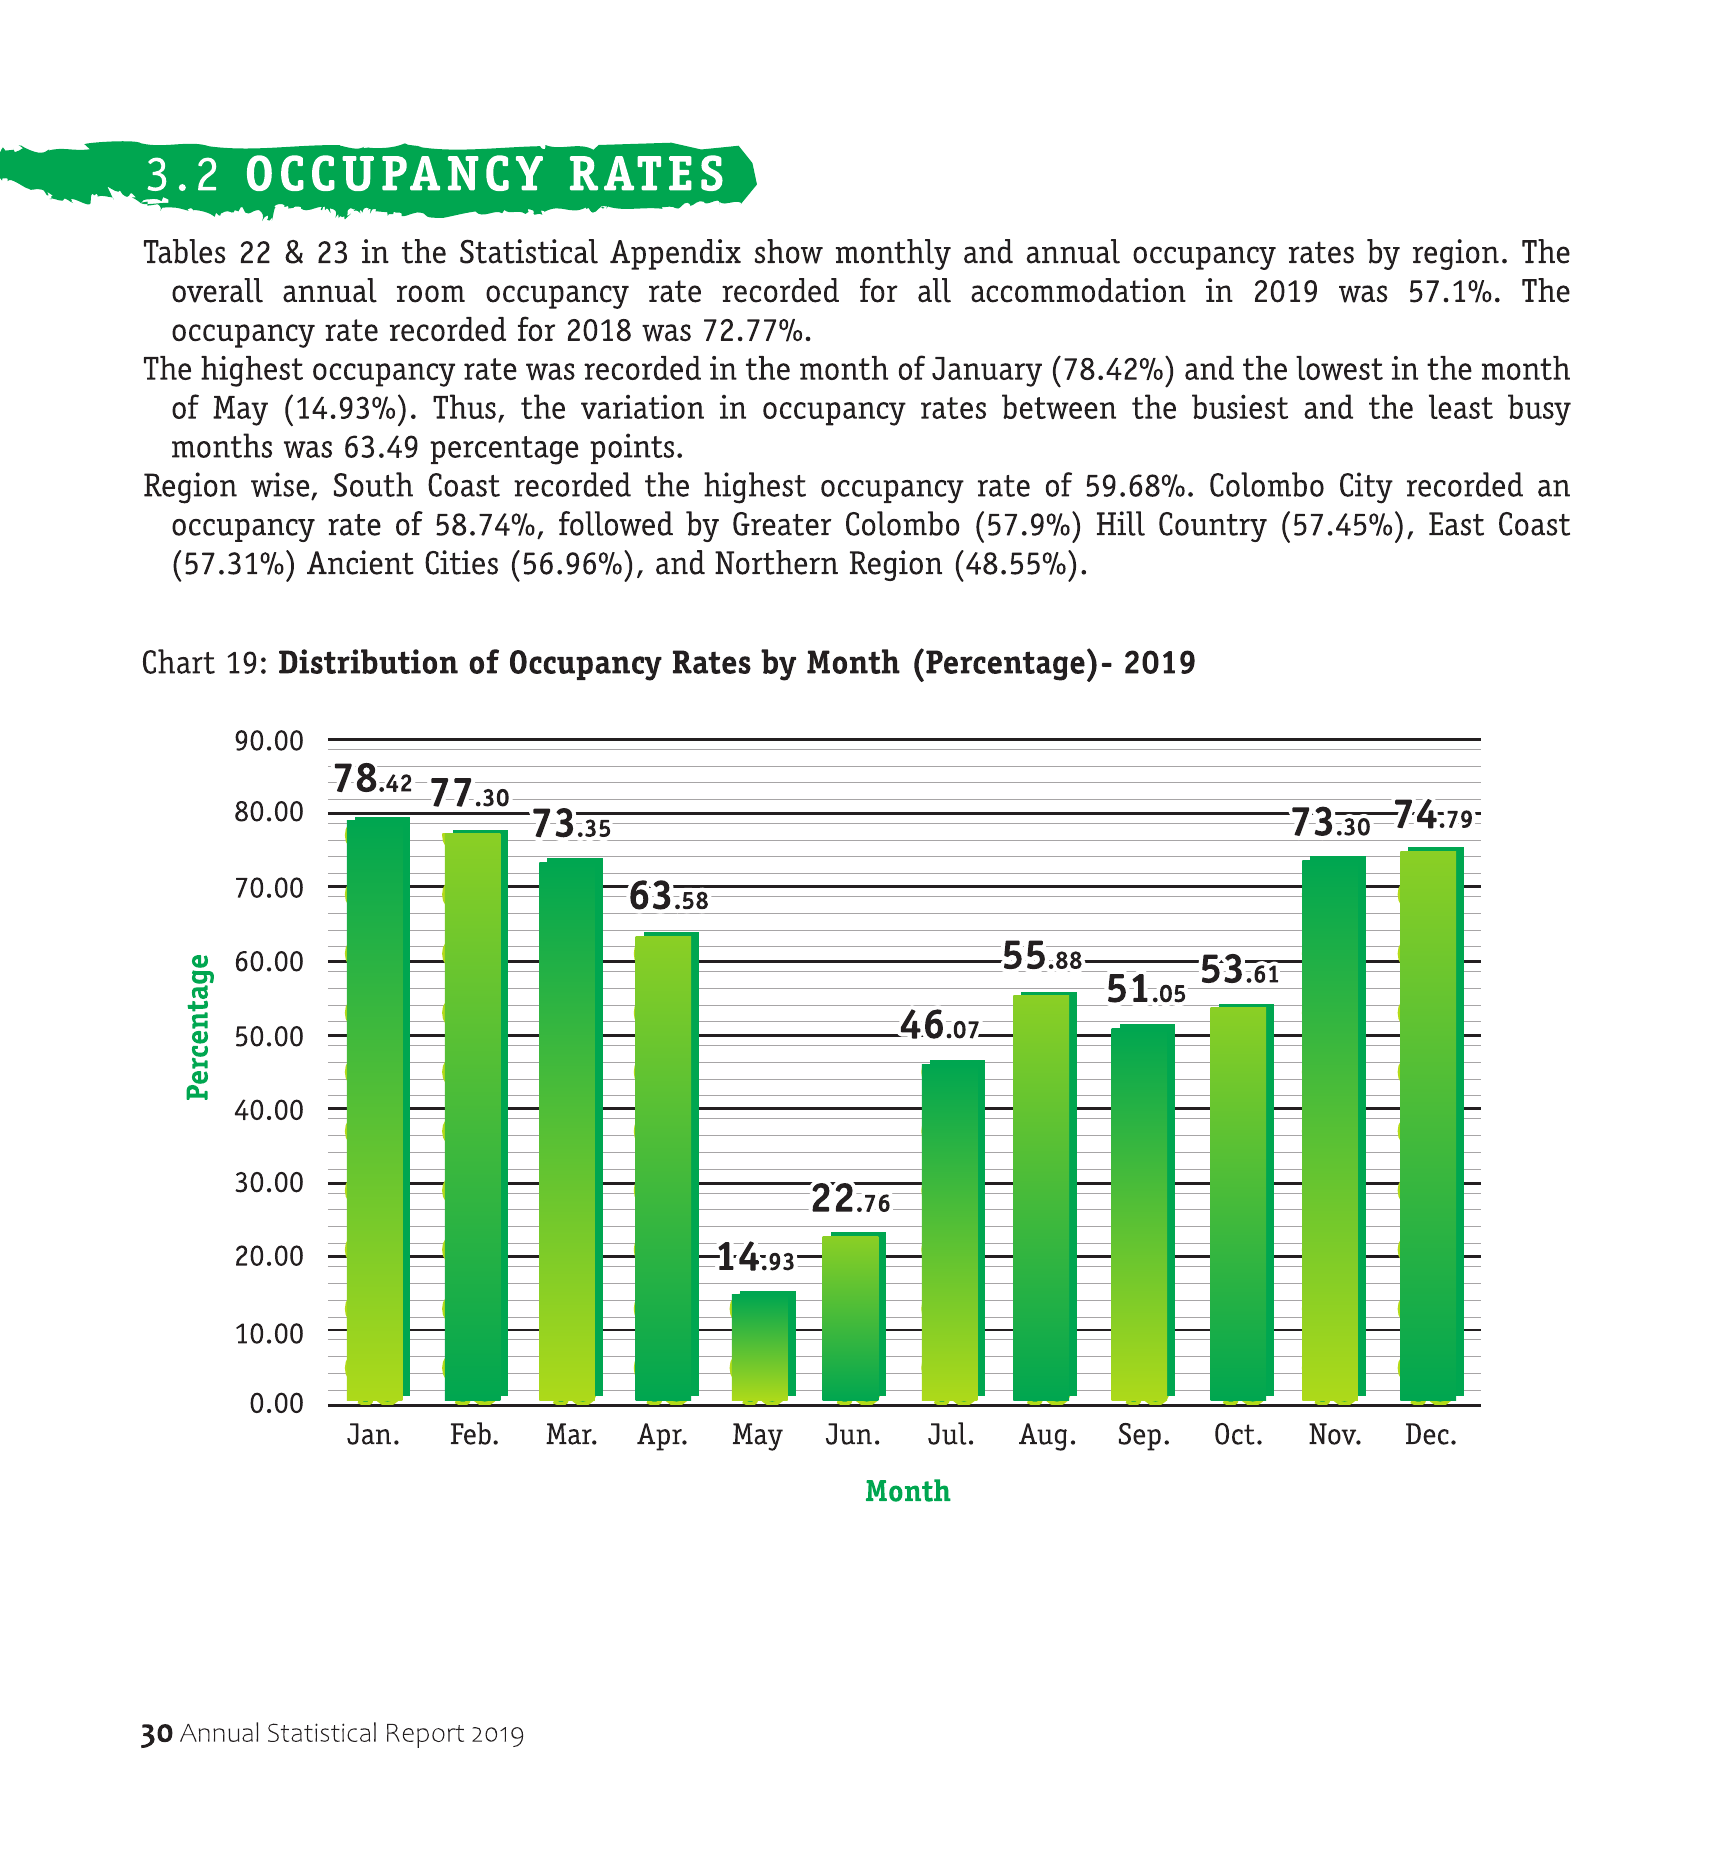 3.2 OCCUPANCY RATES
Tables 22 & 23 in the Statistical Appendix show monthly and annual occupancy rates by region. The
overall annual room occupancy rate recorded for all accommodation in 2019 was 57.1%. The
occupancy rate recorded for 2018 was 72.77%.
The highest occupancy rate was recorded in the month of January (78.42%) and the lowest in the month
of May (14.93%). Thus, the variation in occupancy rates between the busiest and the least busy
months was 63.49 percentage points.
Region wise, South Coast recorded the highest occupancy rate of 59.68%. Colombo City recorded an
occupancy rate of 58.74%, followed by Greater Colombo (57.9%) Hill Country (57.45%), East Coast
(57.31%) Ancient Cities (56.96%), and Northern Region (48.55%).
Chart 19: Distribution of Occupancy Rates by Month (Percentage)- 2019
Percentage
90.00
80.00
70.00
60.00
50.00
40.00
30.00
20.00
10.00
0.00
78.42
77.30
73.35
63.58
14.93
22.76
46.07
55.88
51.05
53.61
73.30
74.79
Jan. Feb. Mar. Apr. May Jun. Jul. Aug. Sep. Oct. Nov. Dec.
Month
30 Annual Statistical Report 2019